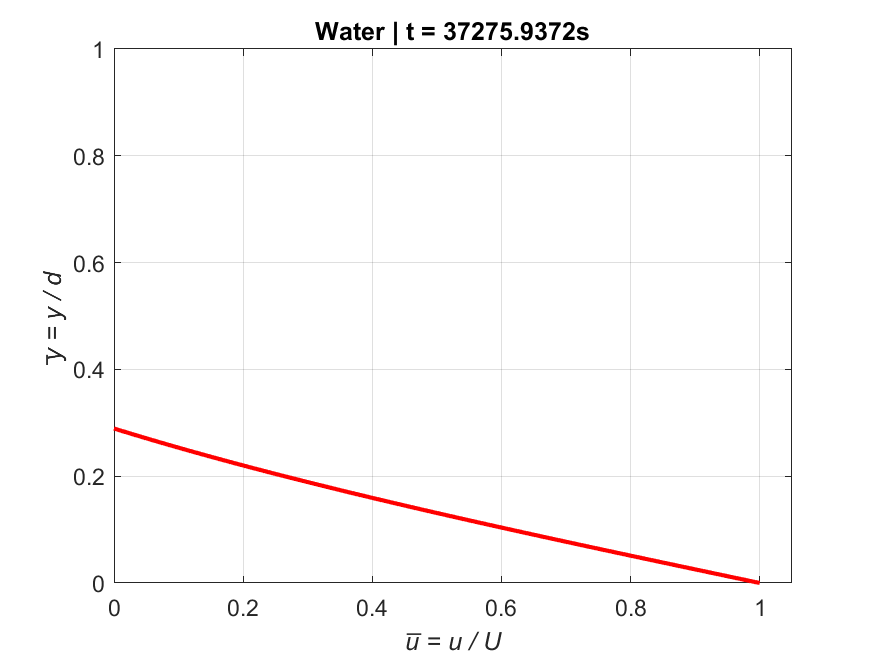 Water | t = 37275.9372s
1
0.8
0.6
0.4
0.2
0
y̅ = y / d
0 0.2 0.4 0.6 0.8 1
u̅ = u / U